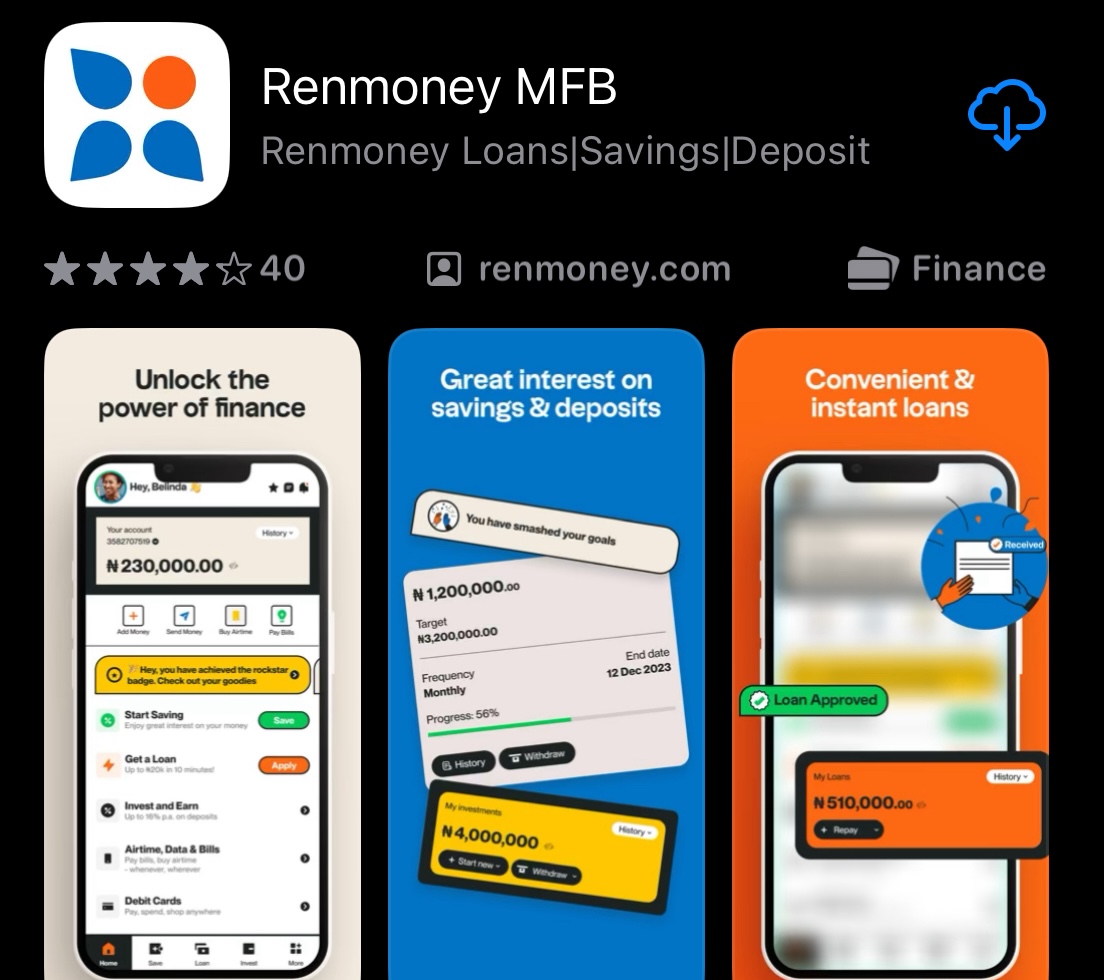 Renmoney MFB
Renmoney Loans|Savings|Deposit
40
renmoney.com
Finance
Unlock the
power of finance
Hey, Belinda 👋
Your account
3582707519
History
₦230,000.00
Add Money
Send Money
Buy Airtime
Pay Bills
Hey, you have achieved the rockstar
badge. Check out your goodies
Start Saving
Enjoy great interest on your money
Save
Get a Loan
Up to ₦20k in 10 minutes!
Apply
Invest and Earn
Up to 16% p.a. on deposits
Airtime, Data & Bills
Pay bills, buy airtime
- whenever, wherever
Debit Cards
Pay, spend, shop anywhere
Home
Save
Loan
Invest
More
Great interest on
savings & deposits
You have smashed your goals
₦1,200,000.00
Target
₦3,200,000.00
Frequency
Monthly
End date
12 Dec 2023
Progress: 56%
History
Withdraw
My investments
History
₦4,000,000
+ Start new
Withdraw
Convenient &
instant loans
Received
Loan Approved
My Loans
History
₦510,000.00
+ Repay